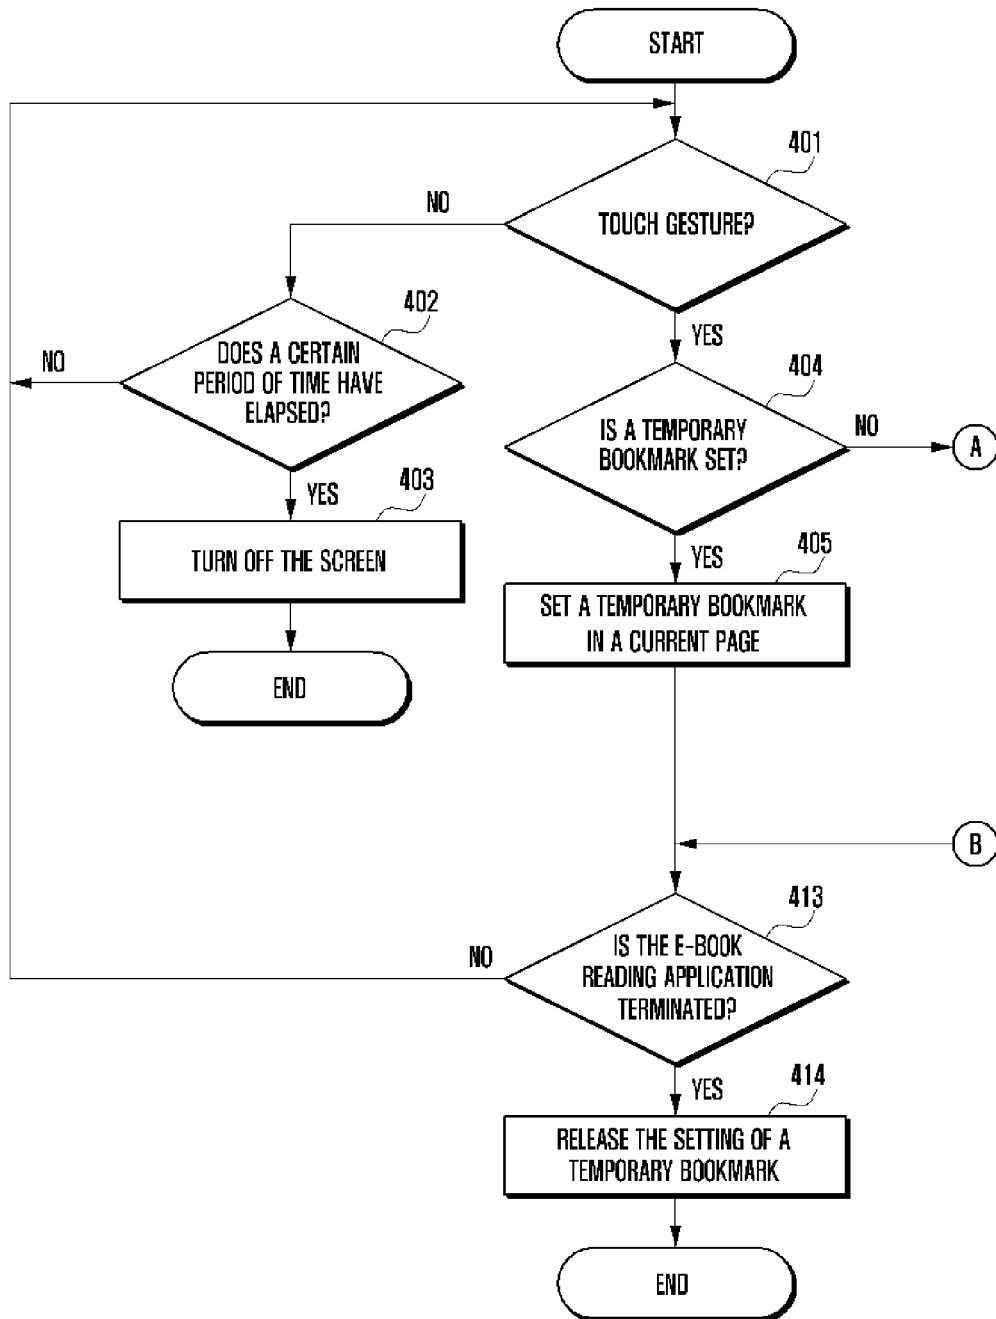 START
401
TOUCH GESTURE?
NO
YES
402
DOES A CERTAIN
PERIOD OF TIME HAVE
ELAPSED?
NO
YES
404
IS A TEMPORARY
BOOKMARK SET?
NO
A
YES
403
TURN OFF THE SCREEN
END
405
SET A TEMPORARY BOOKMARK
IN A CURRENT PAGE
B
413
IS THE E-BOOK
READING APPLICATION
TERMINATED?
NO
YES
414
RELEASE THE SETTING OF A
TEMPORARY BOOKMARK
END